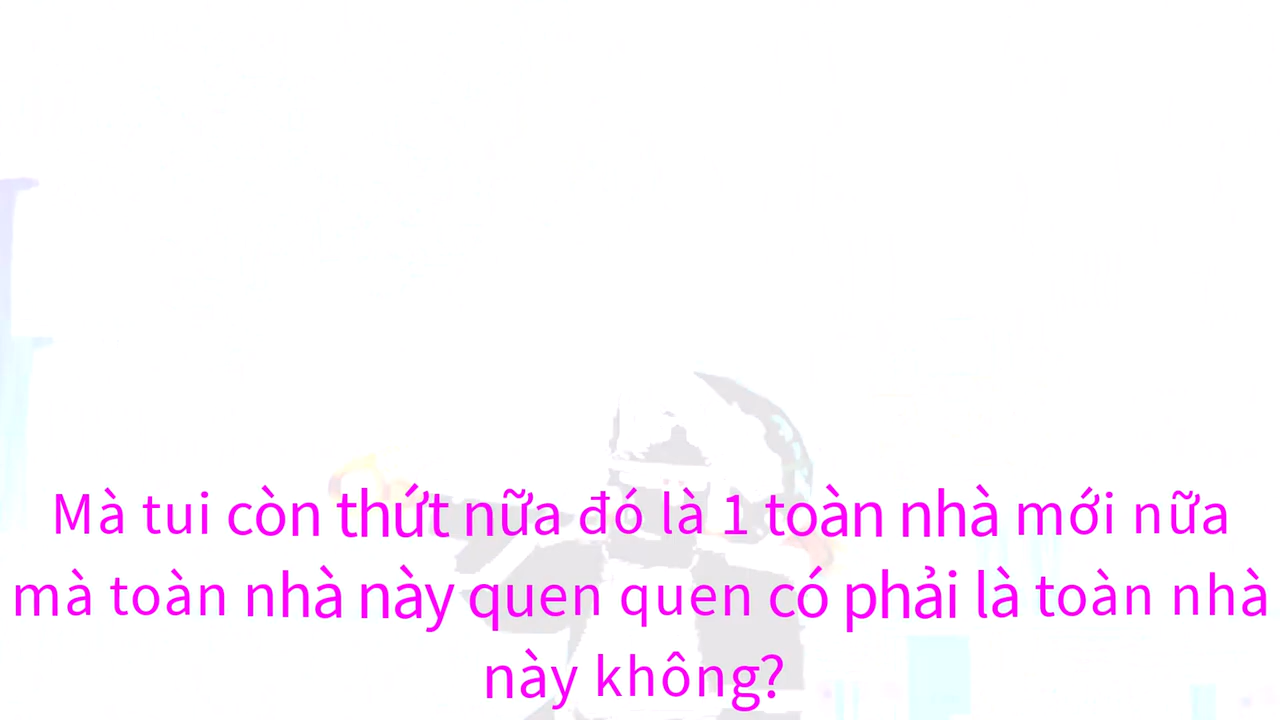 Mà tui còn thứt nữa đó là 1 toàn nhà mới nữa
mà toàn nhà này quen quen có phải là toàn nhà
này không?